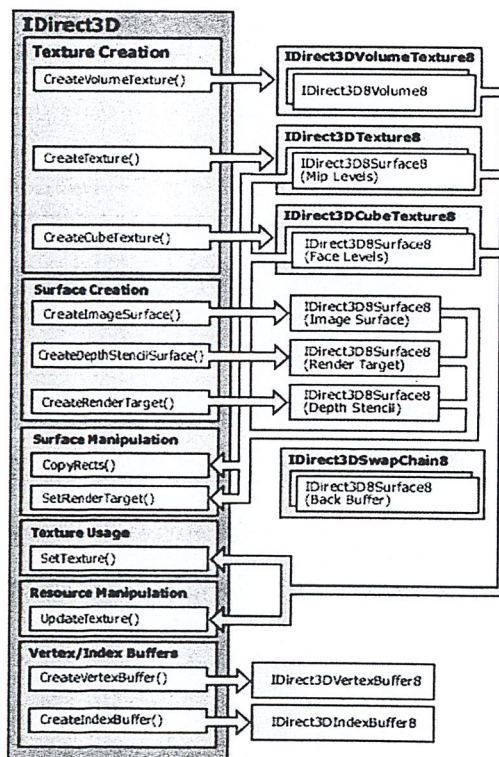 IDirect3D
Texture Creation
CreateVolumeTexture()
CreateTexture()
CreateCubeTexture()
Surface Creation
CreateImageSurface()
CreateDepthStencilSurface()
CreateRenderTarget()
Surface Manipulation
CopyRects()
SetRenderTarget()
Texture Usage
SetTexture()
Resource Manipulation
UpdateTexture()
Vertex/Index Buffers
CreateVertexBuffer()
CreateIndexBuffer()
IDirect3DVolumeTexture8
IDirect3D8Volume8
IDirect3DTexture8
IDirect3D8Surface8
(Mip Levels)
IDirect3DCubeTexture8
IDirect3D8Surface8
(Face Levels)
IDirect3D8Surface8
(Image Surface)
IDirect3D8Surface8
(Render Target)
IDirect3D8Surface8
(Depth Stencil)
IDirect3DSwapChain8
IDirect3D8Surface8
(Back Buffer)
IDirect3DVertexBuffer8
IDirect3DIndexBuffer8